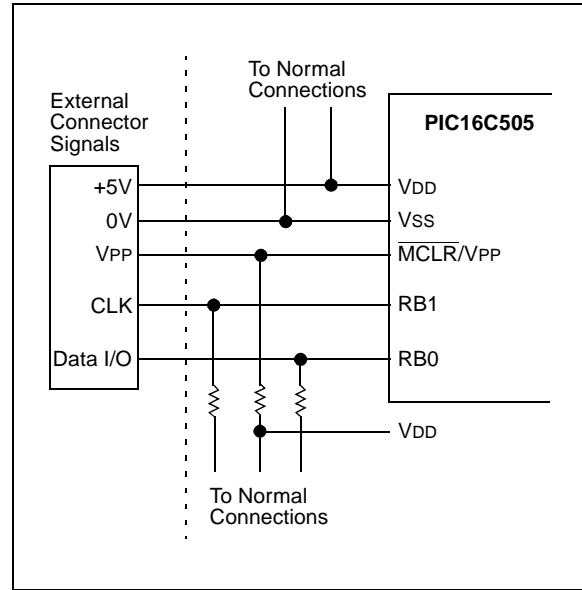 To Normal
Connections
External
Connector
Signals
PIC16C505
+5V
VDD
0V
VSS
VPP
MCLR/VPP
CLK
RB1
Data I/O
RB0
VDD
To Normal
Connections